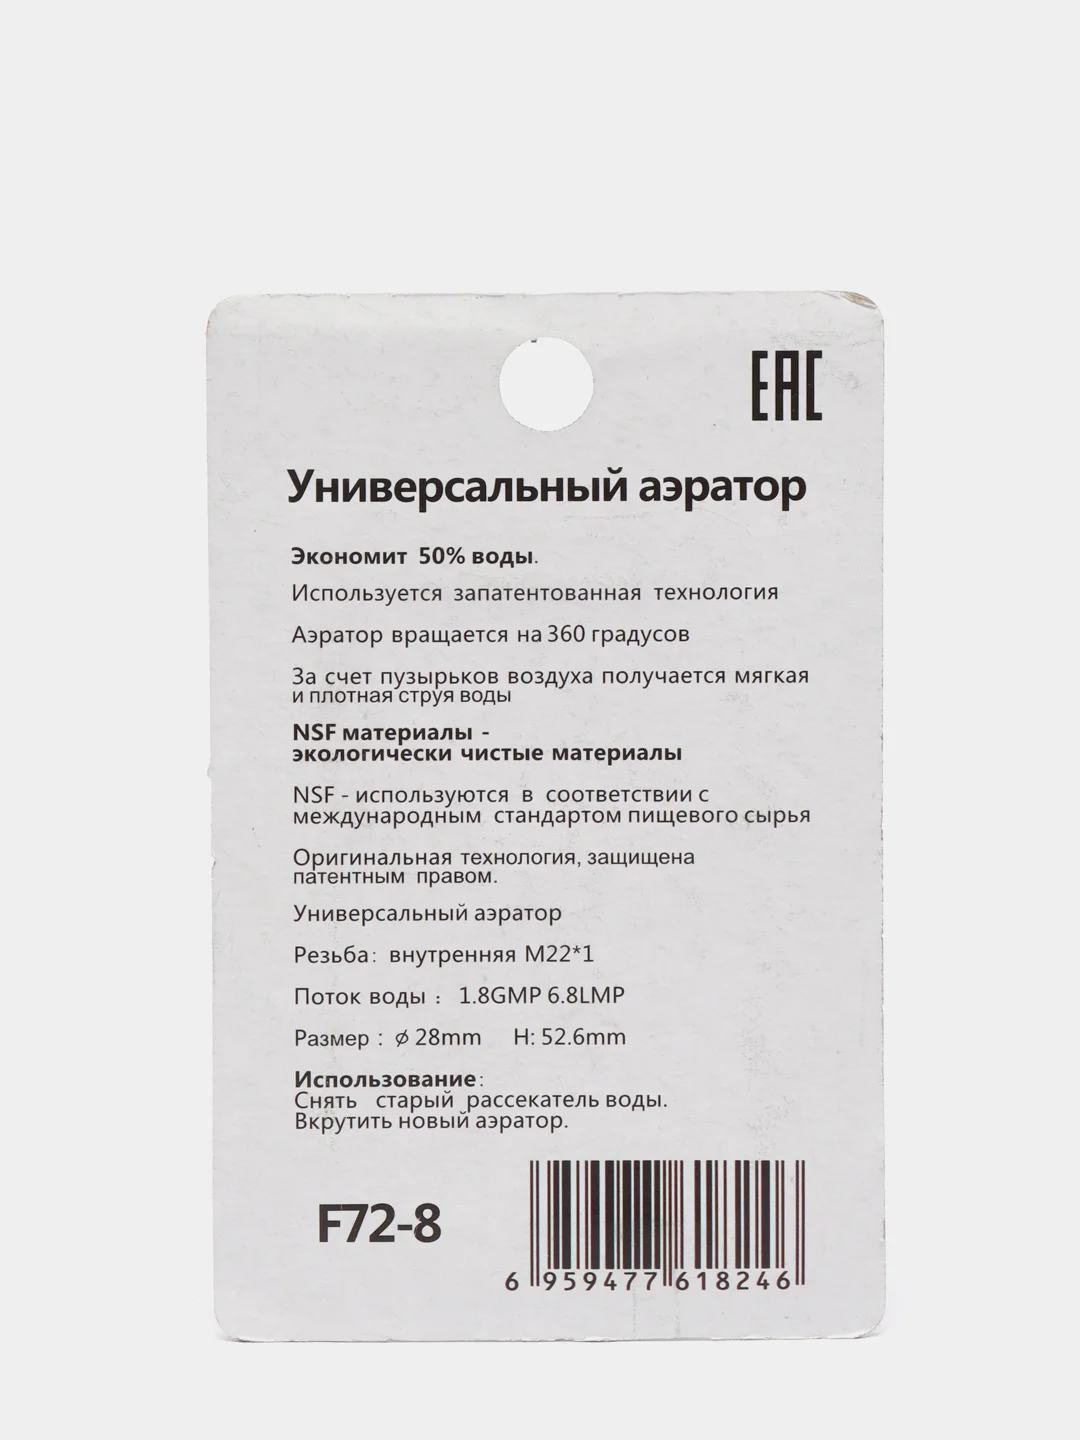 EAC
Универсальный аэратор
Экономит 50% воды.
Используется запатентованная технология
Аэратор вращается на 360 градусов
За счет пузырьков воздуха получается мягкая
и плотная струя воды
NSF материалы -
экологически чистые материалы
NSF - используются в соответствии с
международным стандартом пищевого сырья
Оригинальная технология, защищена
патентным правом.
Универсальный аэратор
Резьба: внутренняя M22*1
Поток воды : 1.8GMP 6.8LMP
Размер : ⌀ 28mm H: 52.6mm
Использование:
Снять старый рассекатель воды.
Вкрутить новый аэратор.
F72-8
6 959477 618246